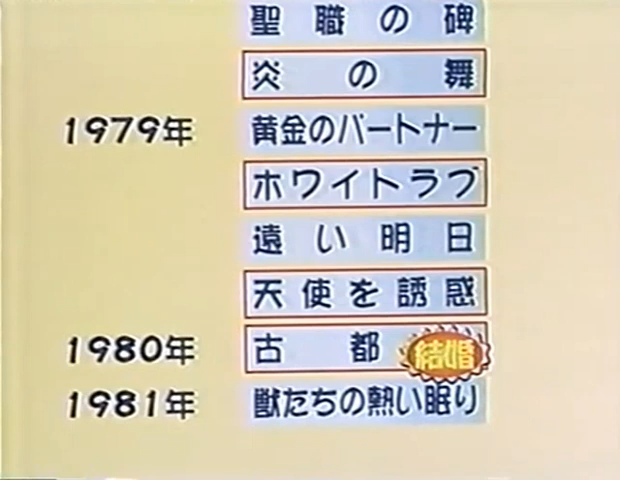 聖職の碑
炎の舞
1979年 黄金のパートナー
ホワイトラブ
遠い明日
天使を誘惑
1980年 古都 結婚
1981年 獣たちの熱い眠り